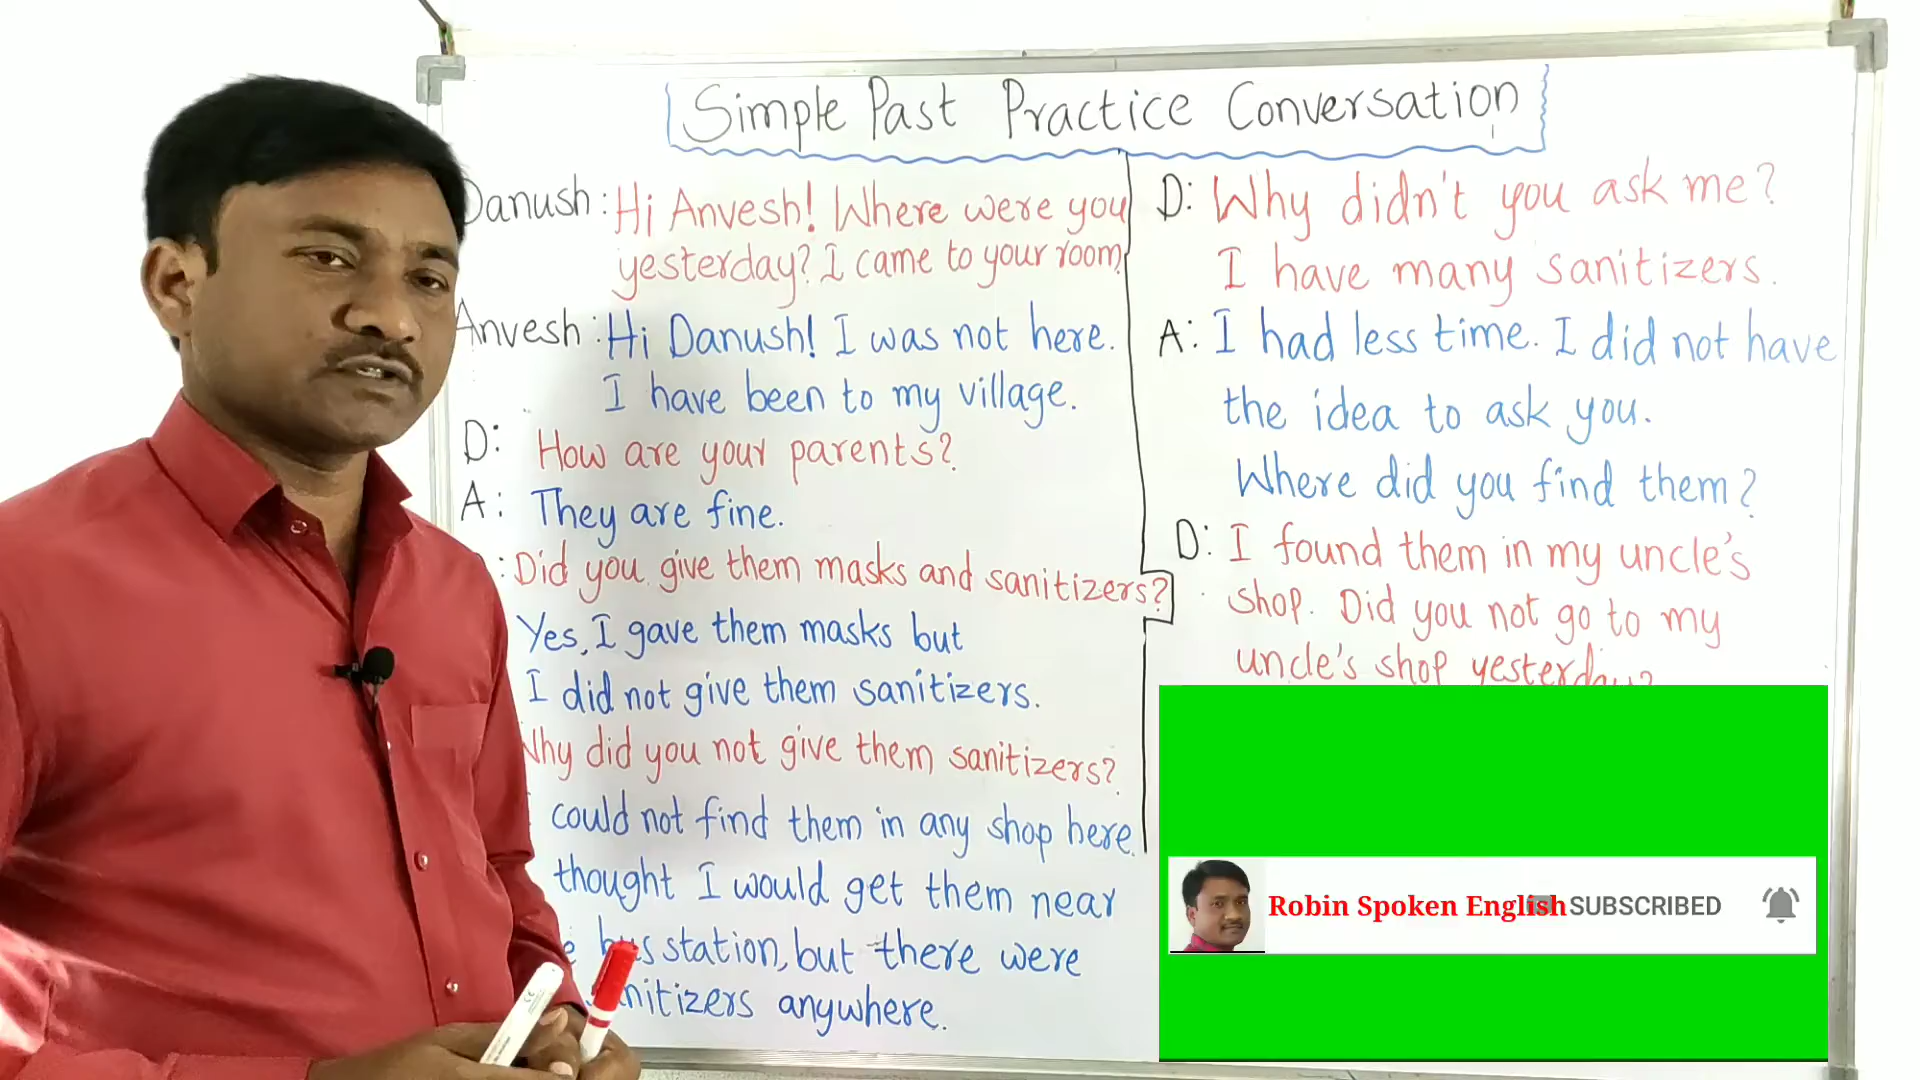 Simple Past Practice Conversation
Danush: Hi Anvesh! Where were you
yesterday? I came to your room.
Anvesh: Hi Danush! I was not here.
I have been to my village.
D: How are your parents?
A: They are fine.
: Did you give them masks and sanitizers?
Yes, I gave them masks but
I did not give them sanitizers.
Why did you not give them sanitizers?
could not find them in any shop here.
thought I would get them near
bus station, but there were
anywhere.
D: Why didn't you ask me?
I have many sanitizers.
A: I had less time. I did not have
the idea to ask you.
Where did you find them?
D: I found them in my uncle's
shop. Did you not go to my
uncle's shop yesterday?
Robin Spoken English SUBSCRIBED